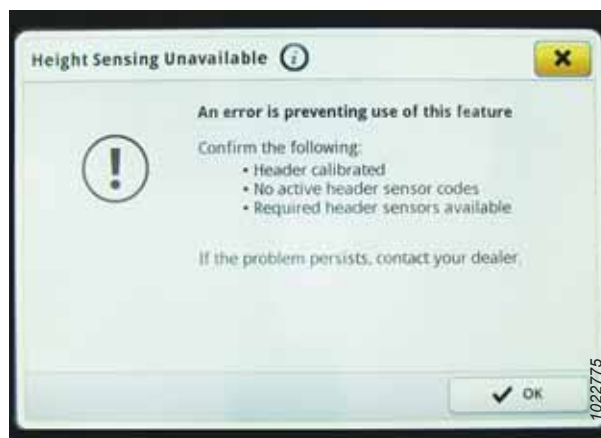 Height Sensing Unavailable
An error is preventing use of this feature
Confirm the following:
• Header calibrated
• No active header sensor codes
• Required header sensors available
If the problem persists, contact your dealer.
OK
1022775